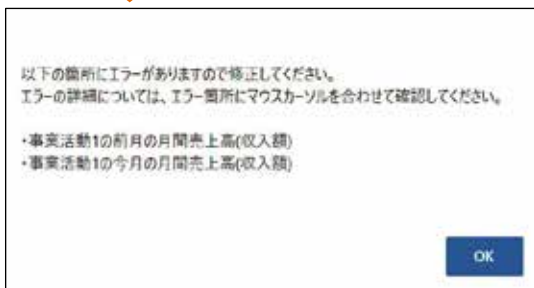 以下の箇所にエラーがありますので修正してください。
エラーの詳細については、エラー箇所にマウスカーソルを合わせて確認してください。
・事業活動1の前月の月間売上高(収入額)
・事業活動1の今月の月間売上高(収入額)
OK